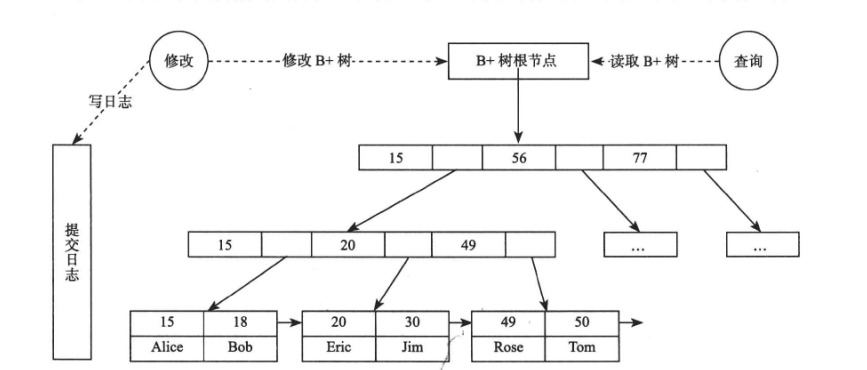 修改
修改 B+ 树
B+ 树根节点
读取 B+ 树
查询
写日志
15 56 77
提交日志
15 20 49
...
...
15 18
20 30
49 50
Alice Bob
Eric Jim
Rose Tom